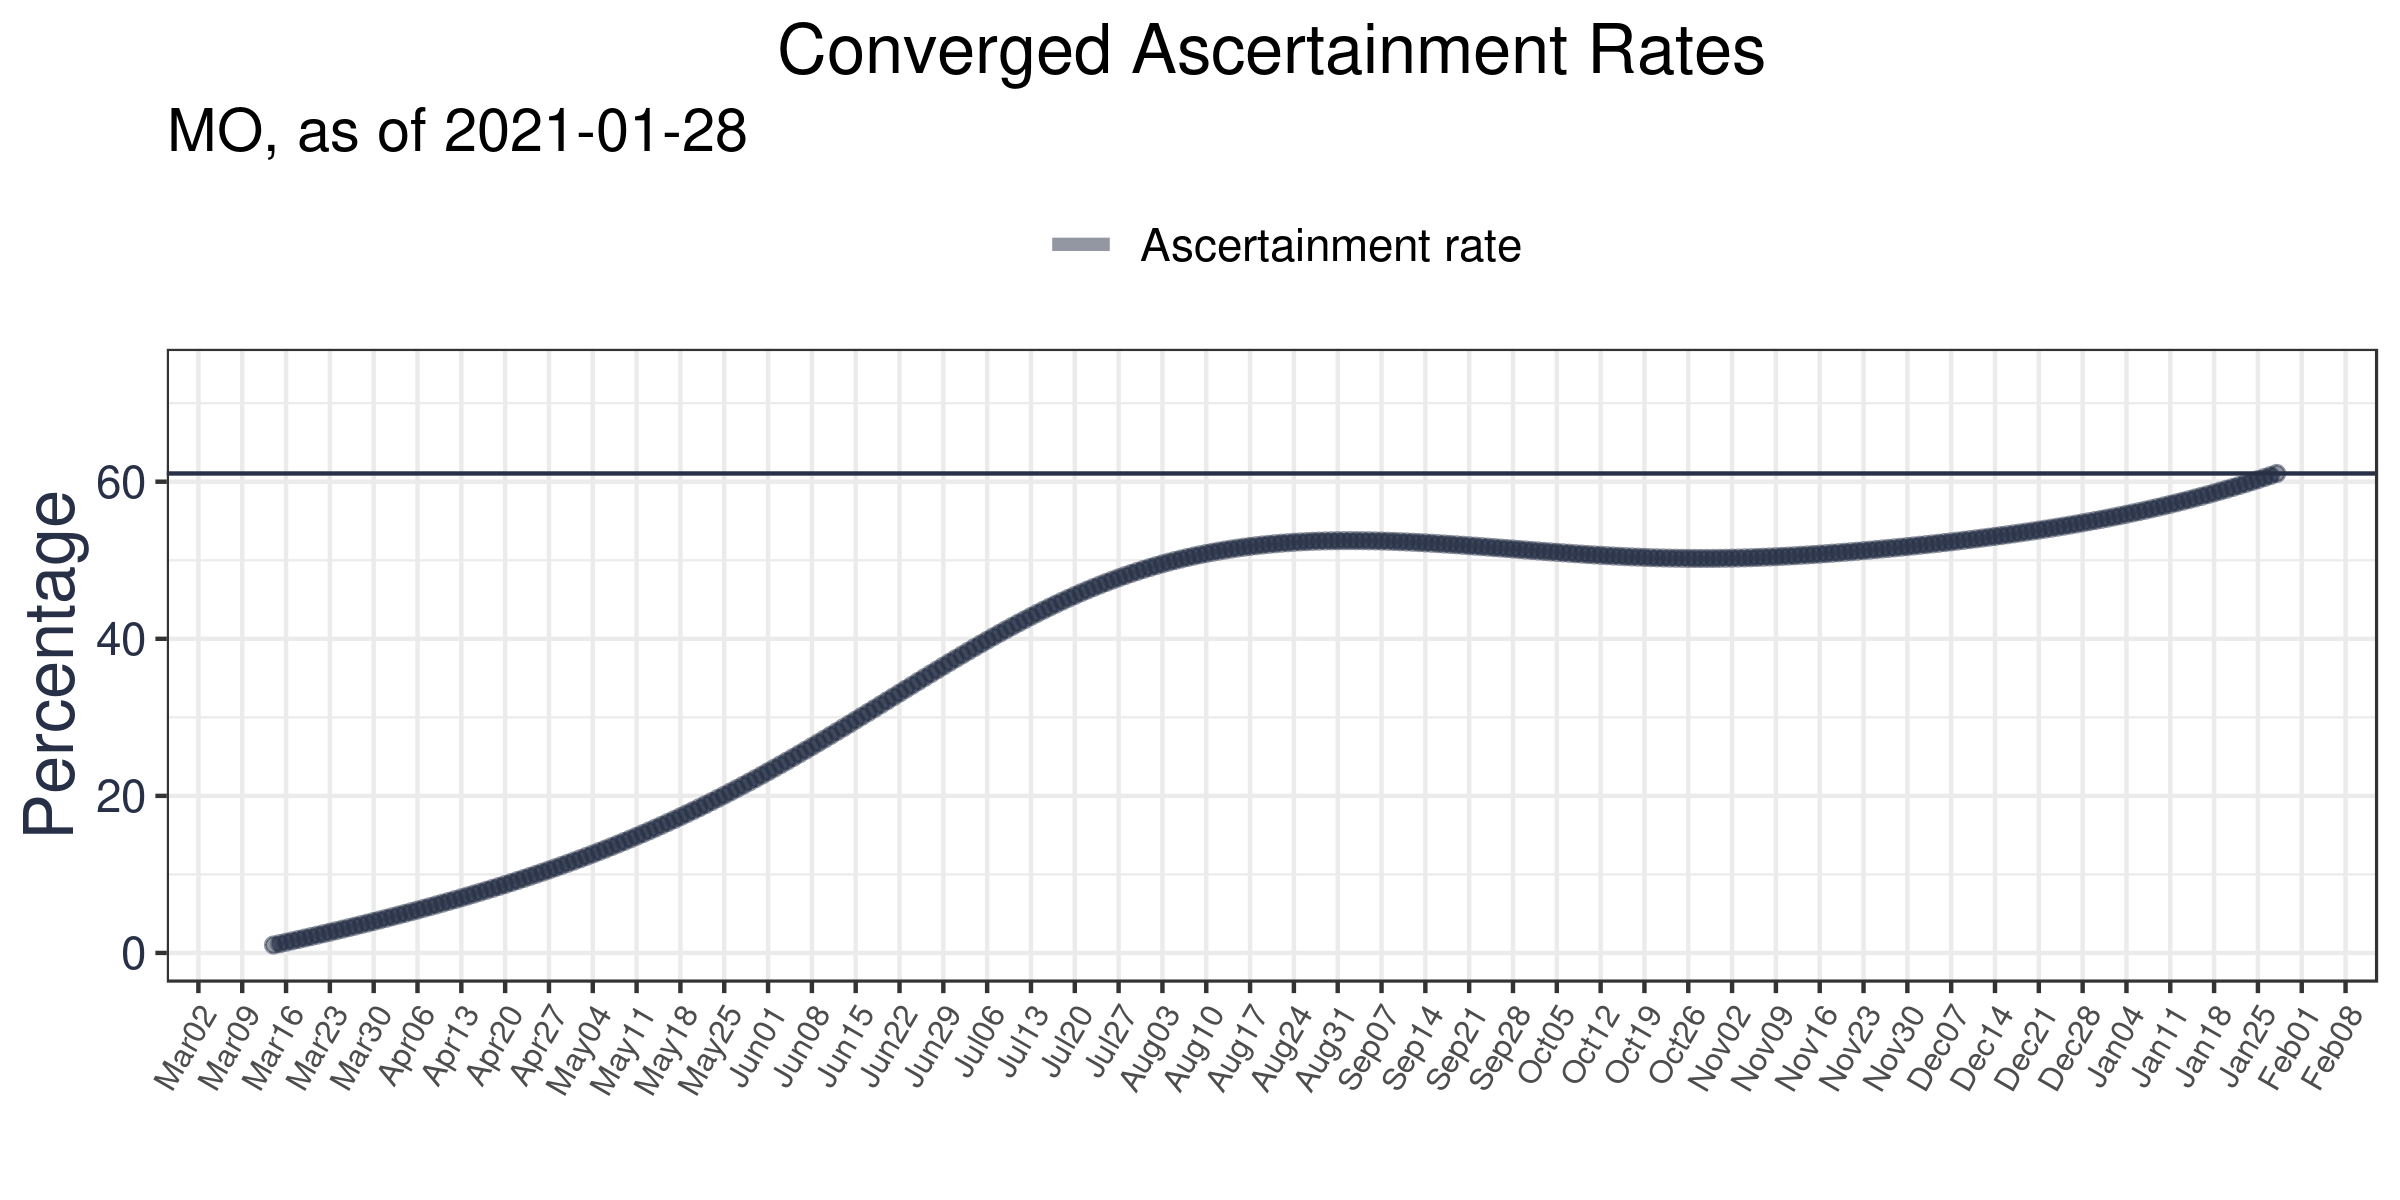 Converged Ascertainment Rates
MO, as of 2021-01-28
Ascertainment rate
Percentage
60
40
20
0
Mar02 Mar09 Mar16 Mar23 Mar30 Apr06 Apr13 Apr20 Apr27 May04 May11 May18 May25 Jun01 Jun08 Jun15 Jun22 Jun29 Jul06 Jul13 Jul20 Jul27 Aug03 Aug10 Aug17 Aug24 Aug31 Sep07 Sep14 Sep21 Sep28 Oct05 Oct12 Oct19 Oct26 Nov02 Nov09 Nov16 Nov23 Nov30 Dec07 Dec14 Dec21 Dec28 Jan04 Jan11 Jan18 Jan25 Feb01 Feb08